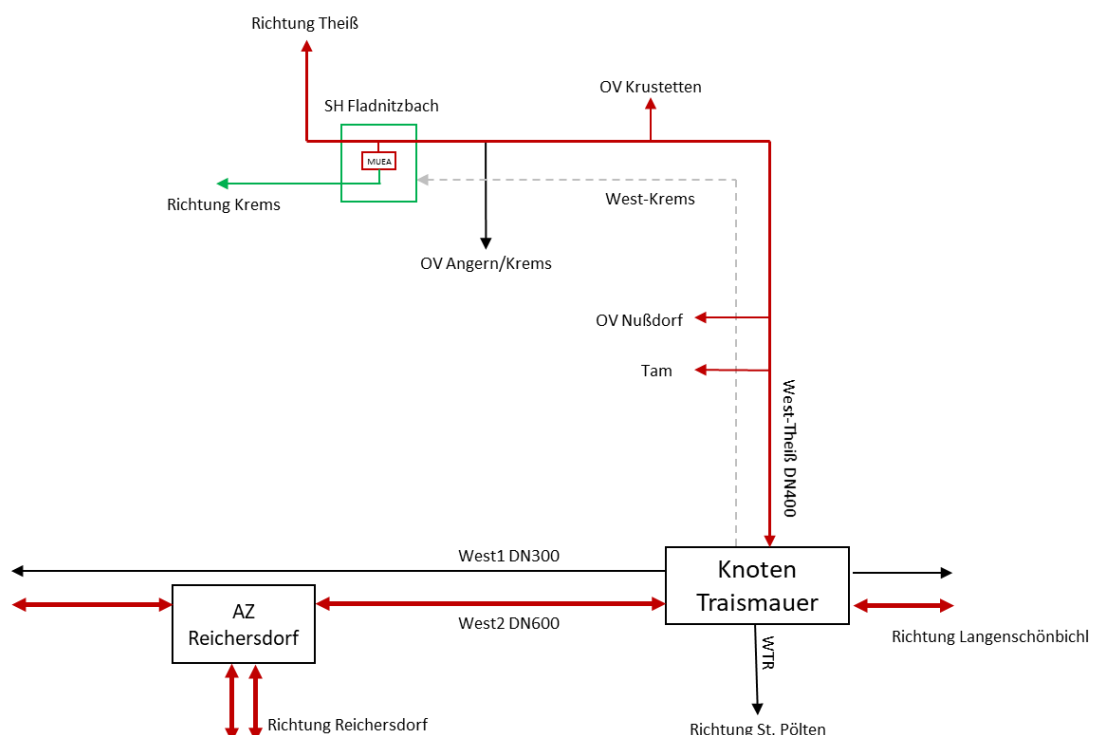 Richtung Theiß
OV Krustetten
SH Fladnitzbach
MUEA
Richtung Krems
West-Krems
OV Angern/Krems
OV Nußdorf
Tam
West-Theiß DN400
West1 DN300
Knoten
Traismauer
AZ
Reichersdorf
West2 DN600
Richtung Langenschönbichl
WTR
Richtung Reichersdorf
Richtung St. Pölten